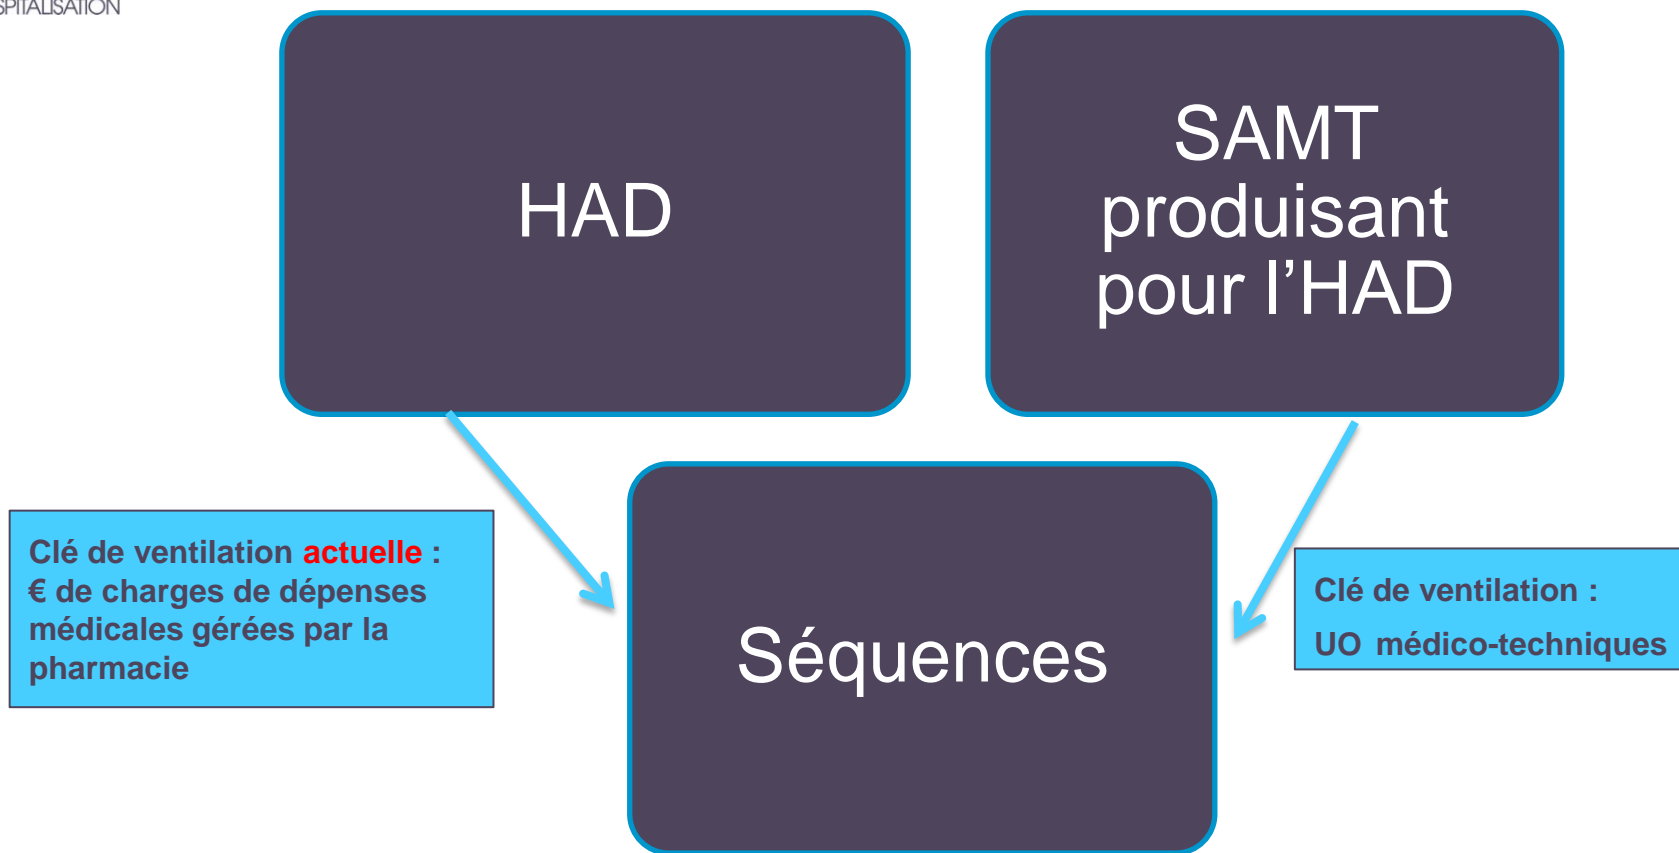 HAD
SAMT
produisant
pour l’HAD
Clé de ventilation actuelle :
€ de charges de dépenses
médicales gérées par la
pharmacie
Séquences
Clé de ventilation :
UO médico-techniques